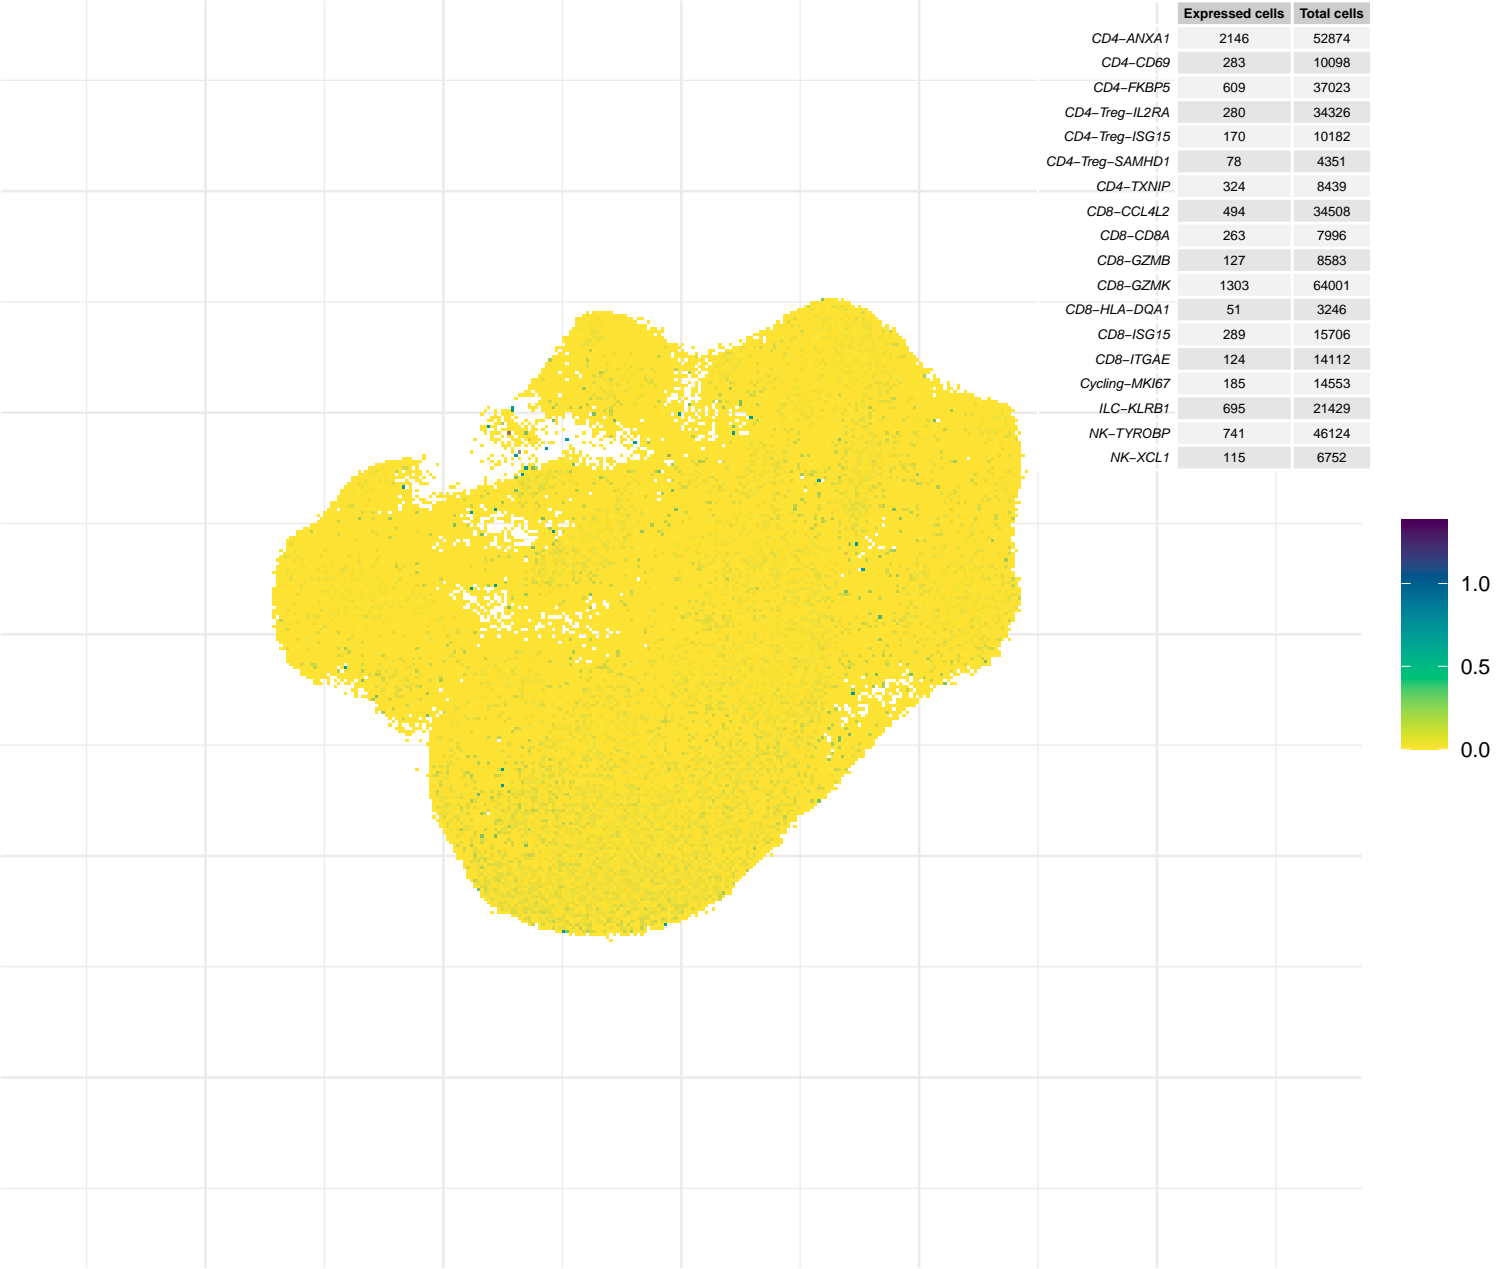 Expressed cells Total cells
CD4−ANXA1 2146 52874
CD4−CD69 283 10098
CD4−FKBP5 609 37023
CD4−Treg−IL2RA 280 34326
CD4−Treg−ISG15 170 10182
CD4−Treg−SAMHD1 78 4351
CD4−TXNIP 324 8439
CD8−CCL4L2 494 34508
CD8−CD8A 263 7996
CD8−GZMB 127 8583
CD8−GZMK 1303 64001
CD8−HLA−DQA1 51 3246
CD8−ISG15 289 15706
CD8−ITGAE 124 14112
Cycling−MKI67 185 14553
ILC−KLRB1 695 21429
NK−TYROBP 741 46124
NK−XCL1 115 6752
1.0
0.5
0.0